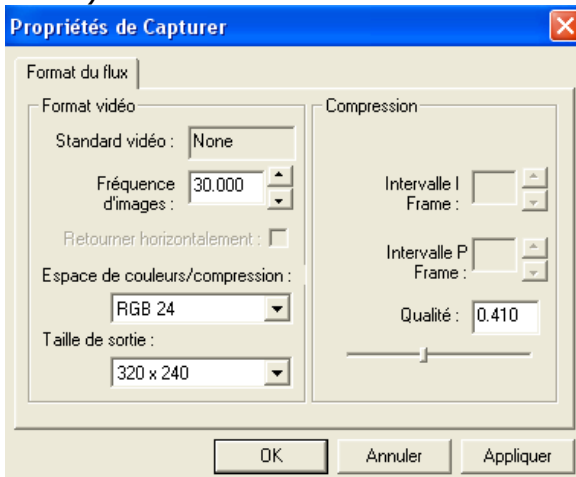 Propriétés de Capturer
Format du flux
Format vidéo
Standard vidéo : None
Fréquence
d'images : 30.000
Retourner horizontalement :
Espace de couleurs/compression :
RGB 24
Taille de sortie :
320 x 240
Compression
Intervalle I
Frame :
Intervalle P
Frame :
Qualité : 0.410
OK
Annuler
Appliquer